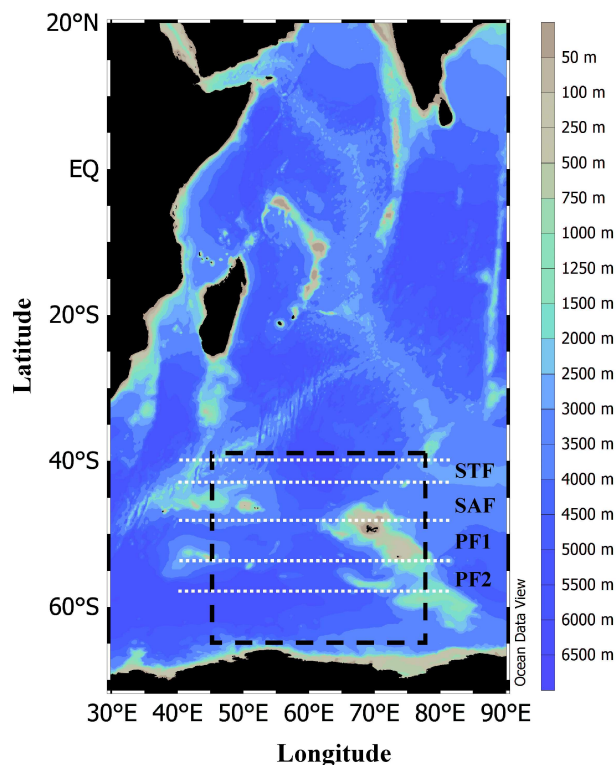 20°N
EQ
20°S
40°S
60°S
Latitude
30°E 40°E 50°E 60°E 70°E 80°E 90°E
Longitude
STF
SAF
PF1
PF2
Ocean Data View
50 m
100 m
250 m
500 m
750 m
1000 m
1250 m
1500 m
2000 m
2500 m
3000 m
3500 m
4000 m
4500 m
5000 m
5500 m
6000 m
6500 m